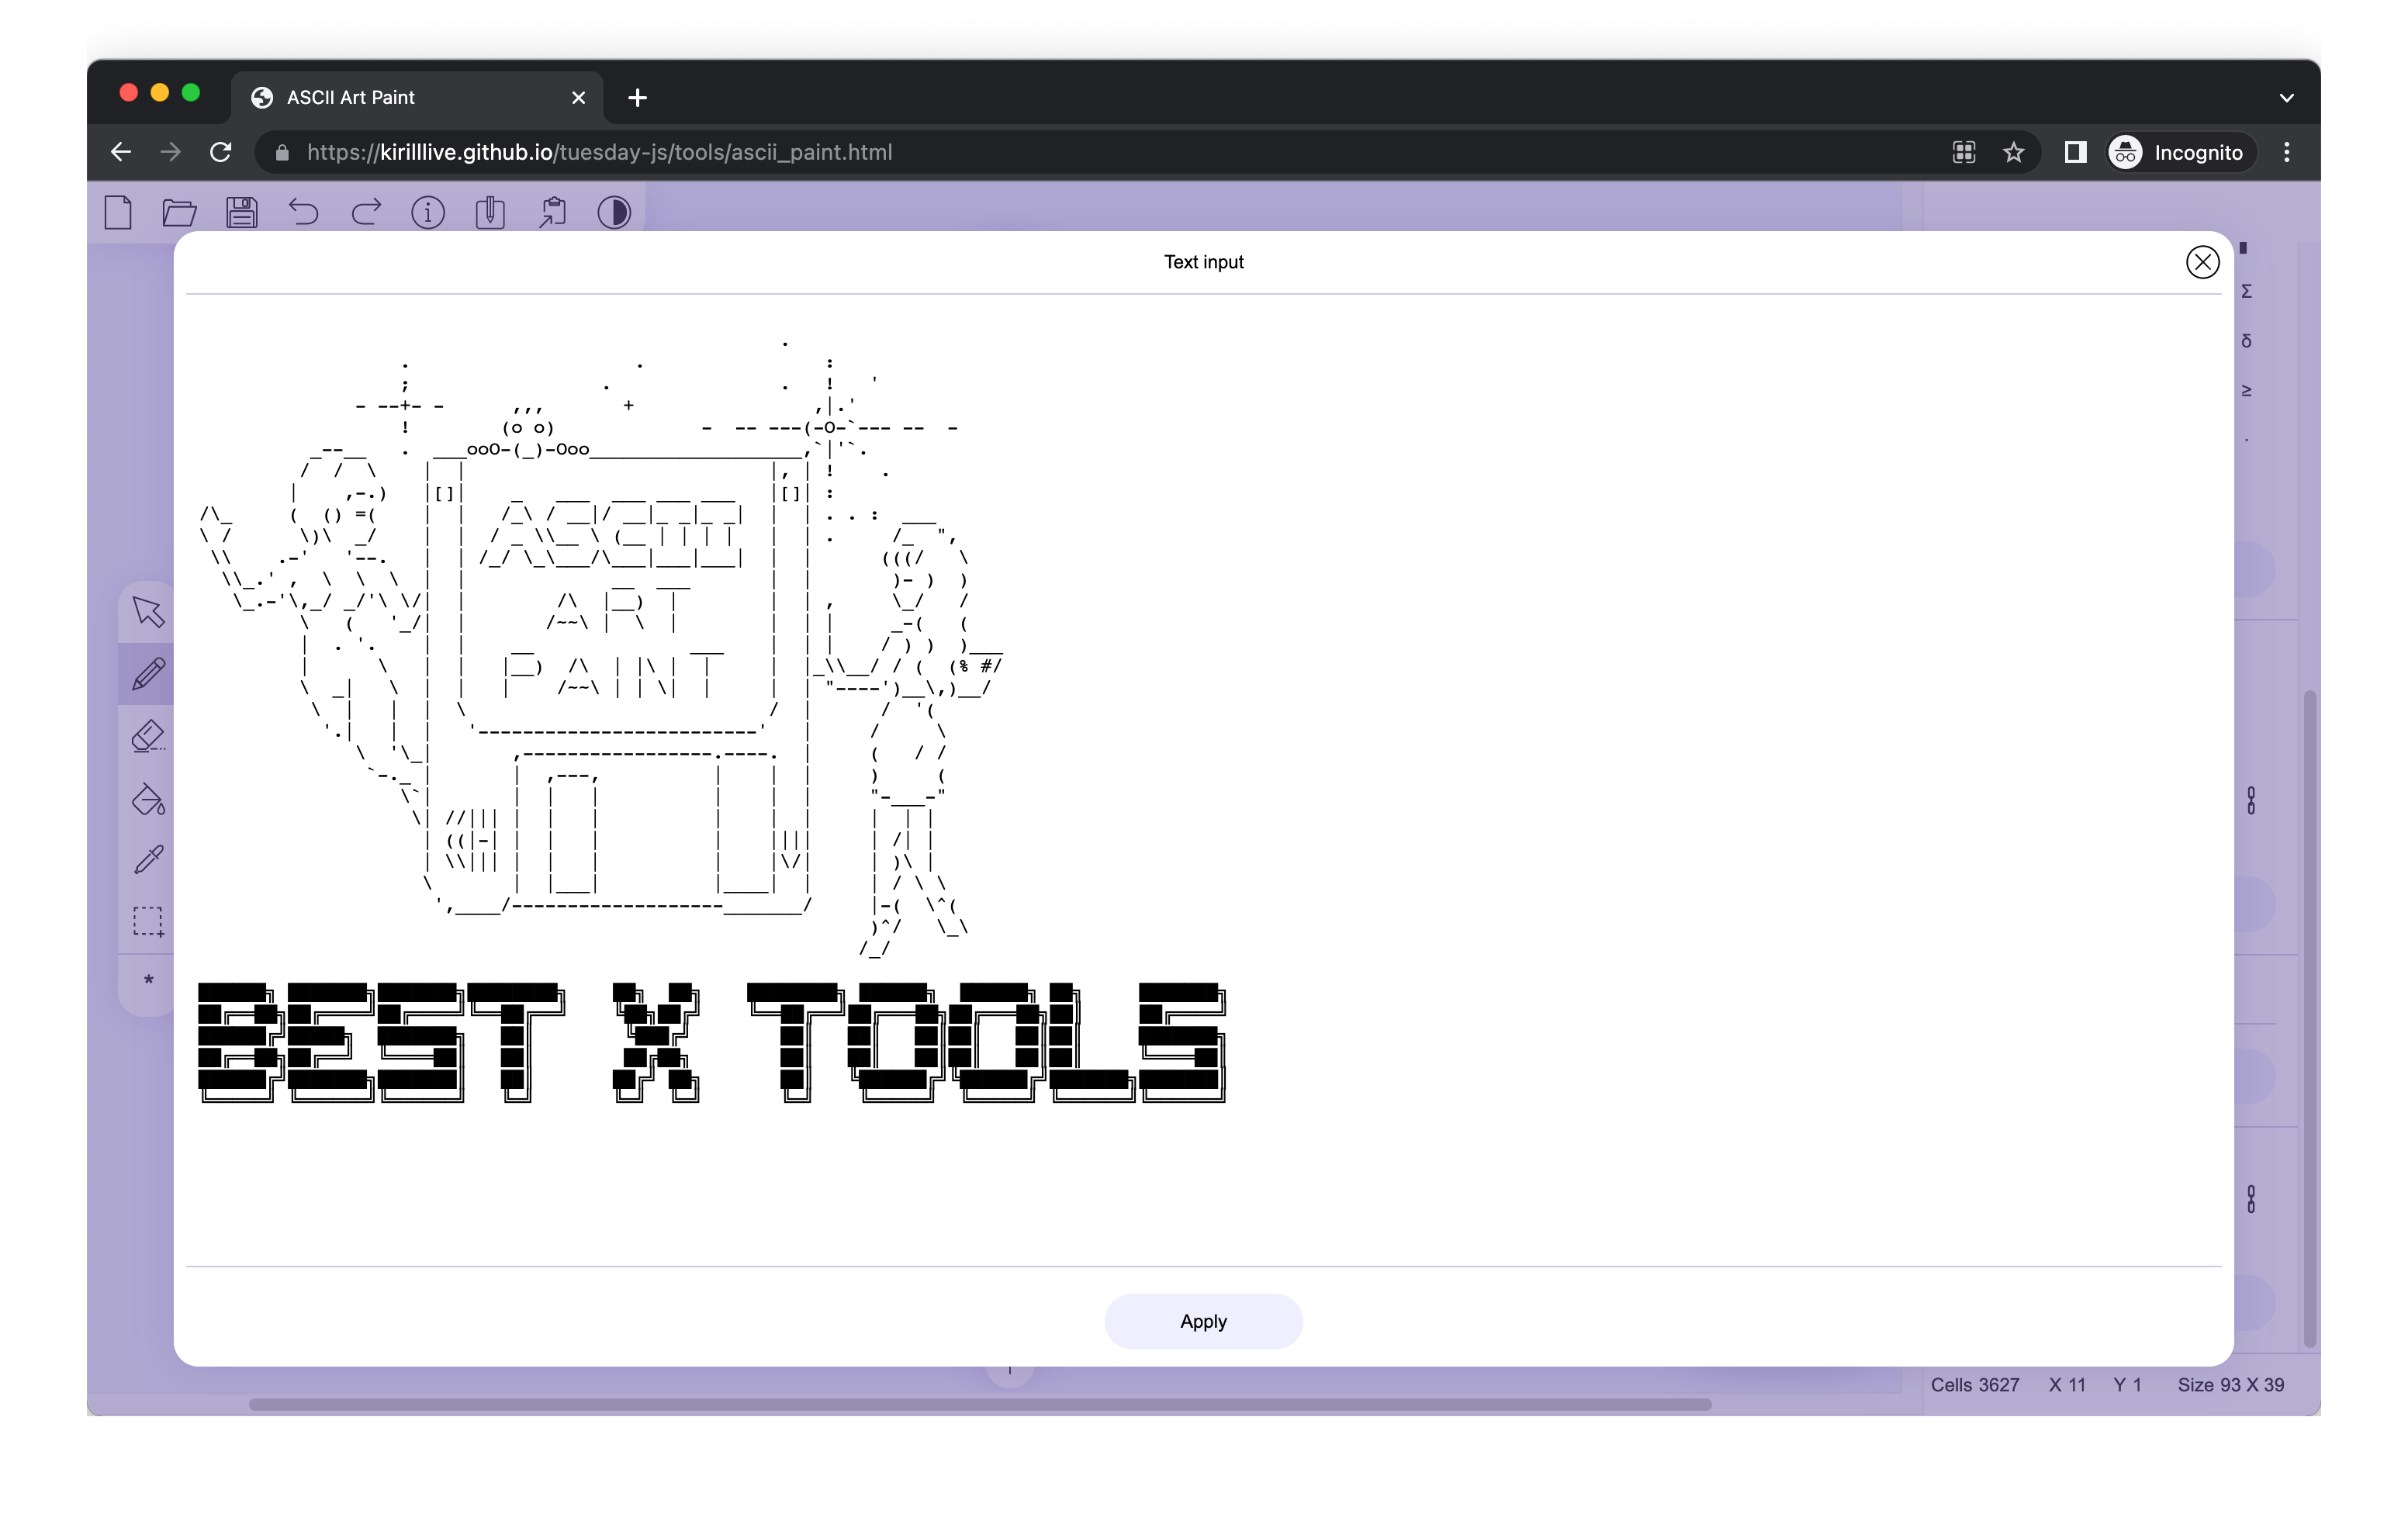 ASCII Art Paint
https://kirilllive.github.io/tuesday-js/tools/ascii_paint.html
Incognito
Text input
Σ
δ
≥
ASCII
ART
PAINT
*
BEST X TOOLS
Apply
Cells 3627 X 11 Y 1 Size 93 X 39